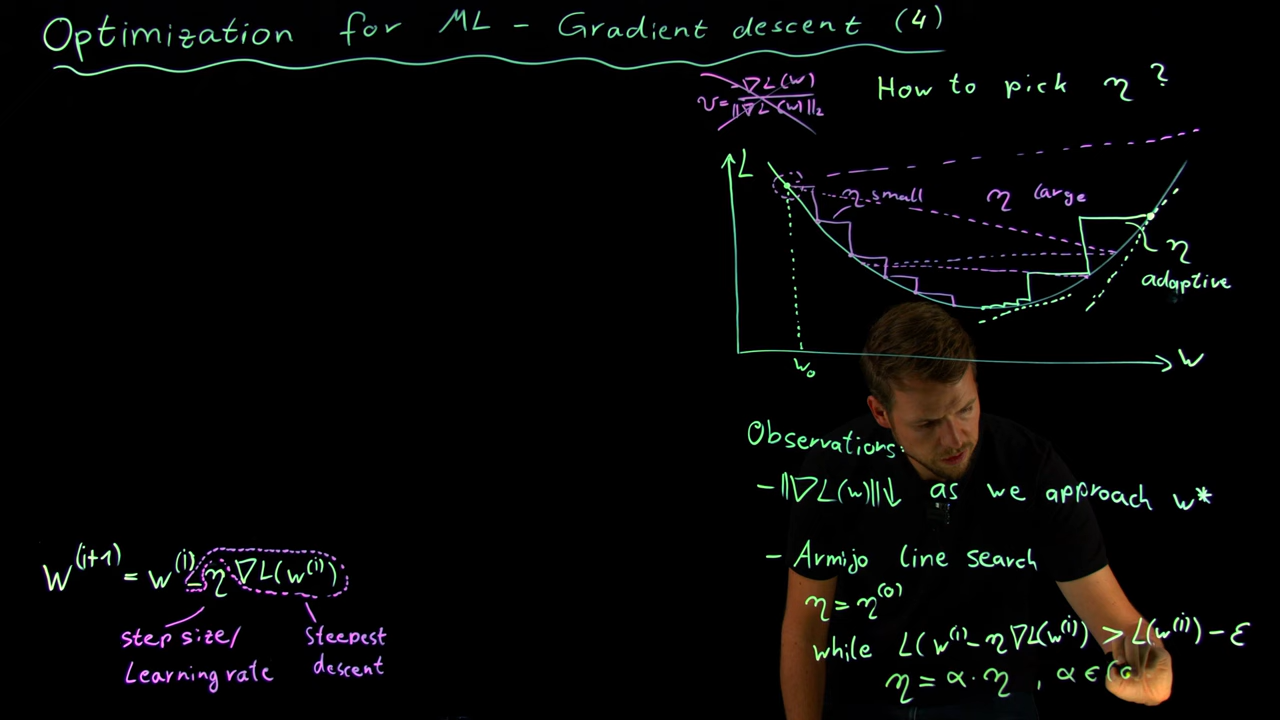 Optimization for ML - Gradient descent (4)
v = -∇L(w) / ||∇L(w)||₂
How to pick η ?
L
η small
η large
η
adaptive
w₀
w
Observations:
- ||∇L(w)||↓ as we approach w*
- Armijo line search
η = η^(0)
while L(w^(i) - η∇L(w^(i)) > L(w^(i)) - ε
η = α · η , α ∈ (
w^(i+1) = w^(i) - η ∇L(w^(i))
step size/
Learning rate
steepest
descent